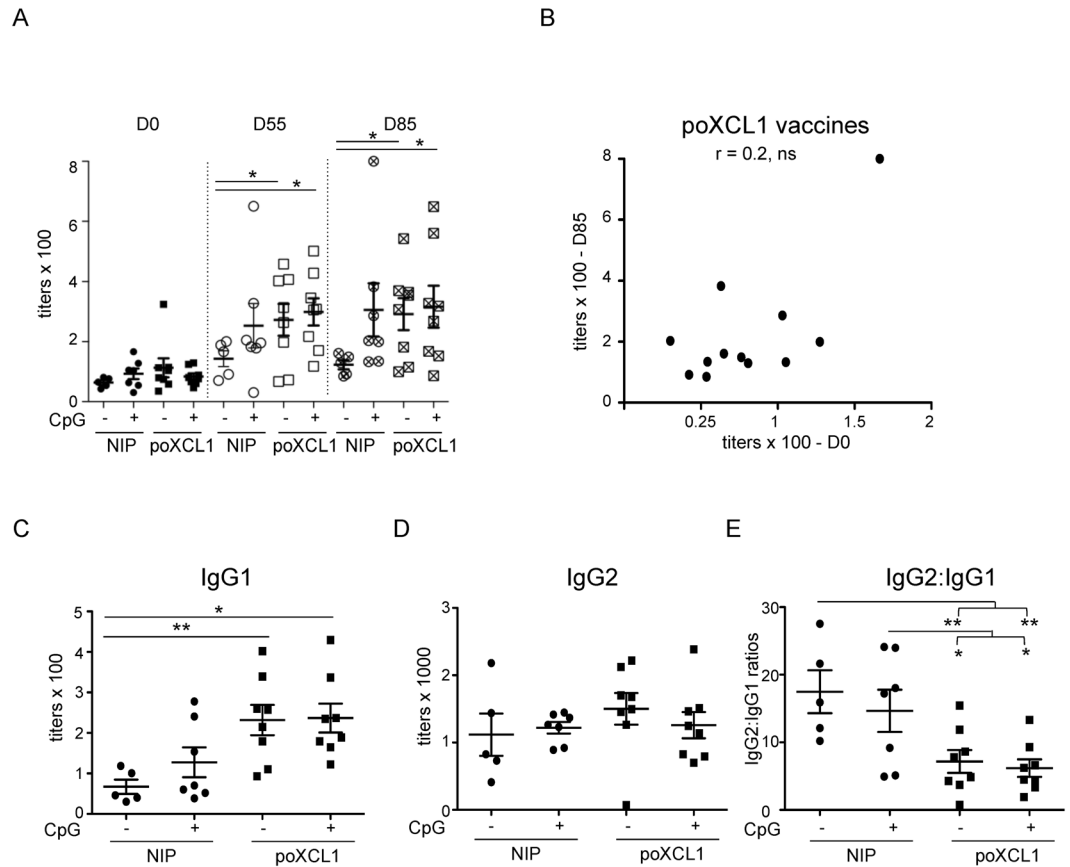 A
B
D0 D55 D85
* * * *
titers x 100
8
6
4
2
0
CpG - + - + - + - + - + - +
NIP poXCL1 NIP poXCL1 NIP poXCL1
poXCL1 vaccines
r = 0.2, ns
titers x 100 - D85
8
6
4
2
0
0.25 1 1.5 2
titers x 100 - D0
C
D
E
IgG1
*
**
titers x 100
5
4
3
2
1
0
CpG - + - +
NIP poXCL1
IgG2
titers x 1000
3
2
1
0
CpG - + - +
NIP poXCL1
IgG2:IgG1
** **
* *
IgG2:IgG1 ratios
30
20
10
0
CpG - + - +
NIP poXCL1